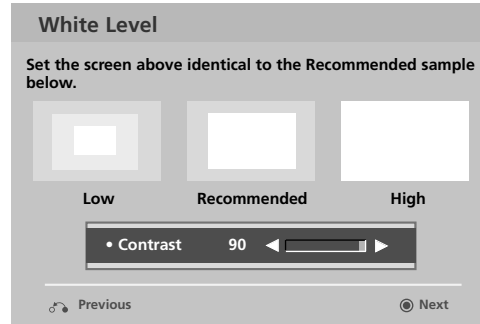 White Level
Set the screen above identical to the Recommended sample
below.
Low Recommended High
• Contrast 90
Previous Next